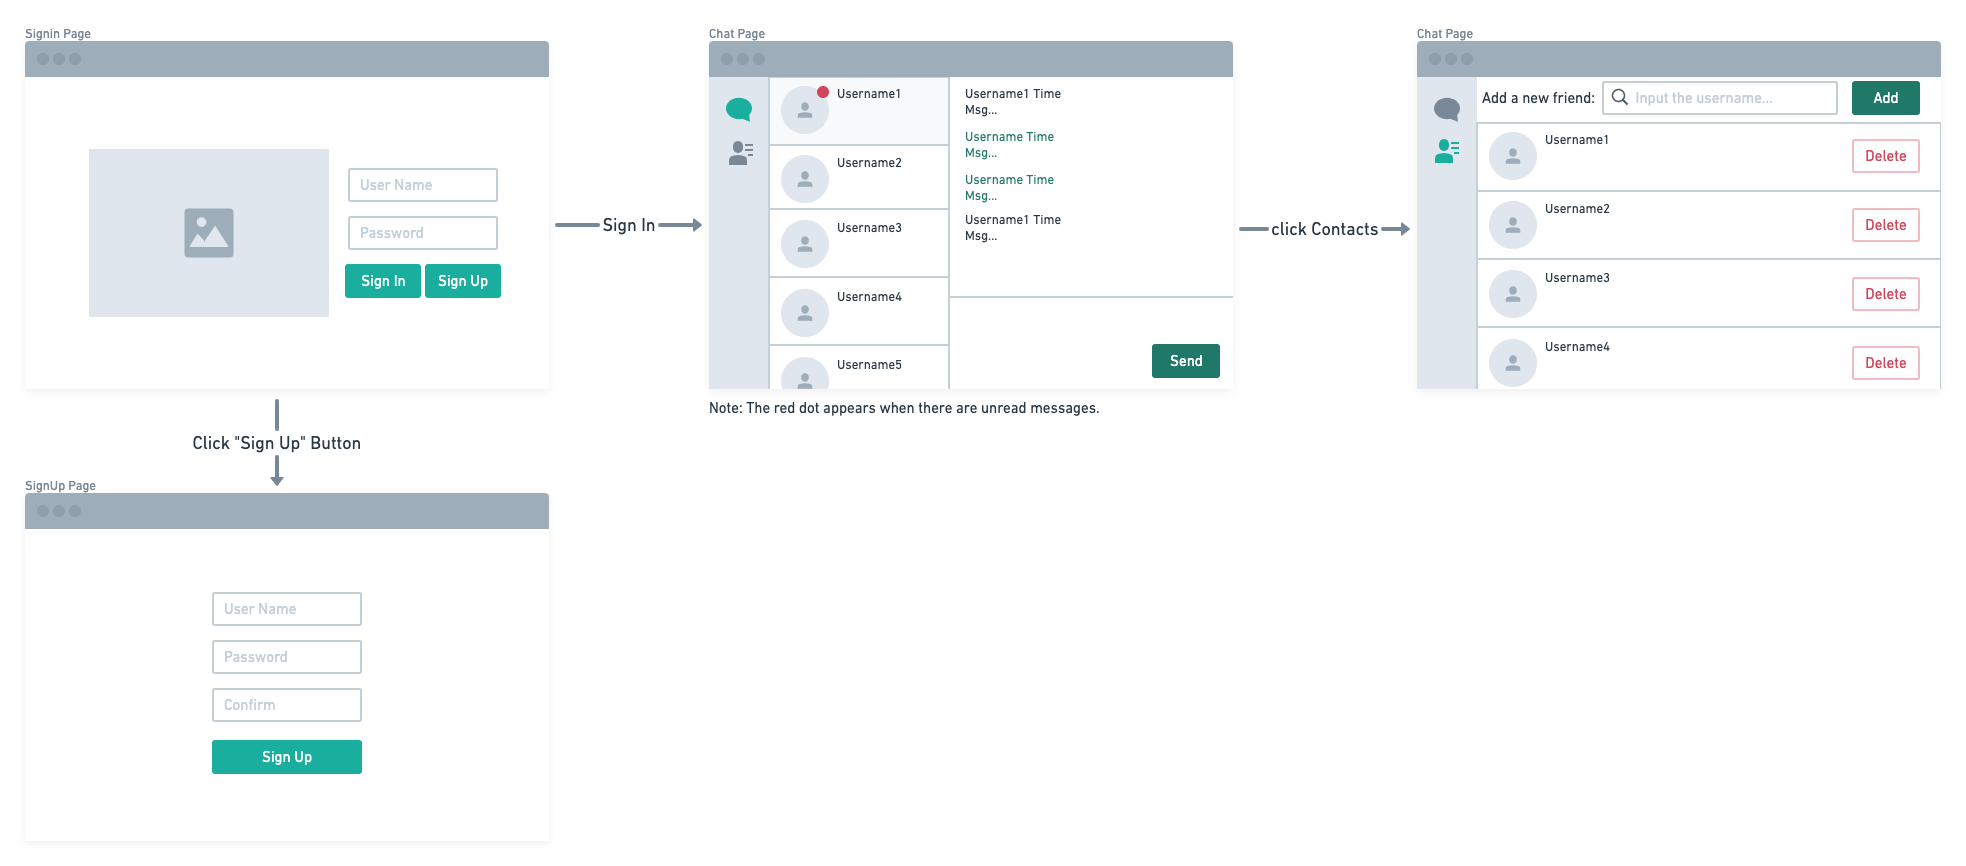 Signin Page
User Name
Password
Sign In
Sign Up
Sign In
Chat Page
Username1
Username2
Username3
Username4
Username5
Username1 Time
Msg...
Username Time
Msg...
Username Time
Msg...
Username1 Time
Msg...
Send
Note: The red dot appears when there are unread messages.
click Contacts
Chat Page
Add a new friend:
Input the username...
Add
Username1
Delete
Username2
Delete
Username3
Delete
Username4
Delete
Click "Sign Up" Button
SignUp Page
User Name
Password
Confirm
Sign Up